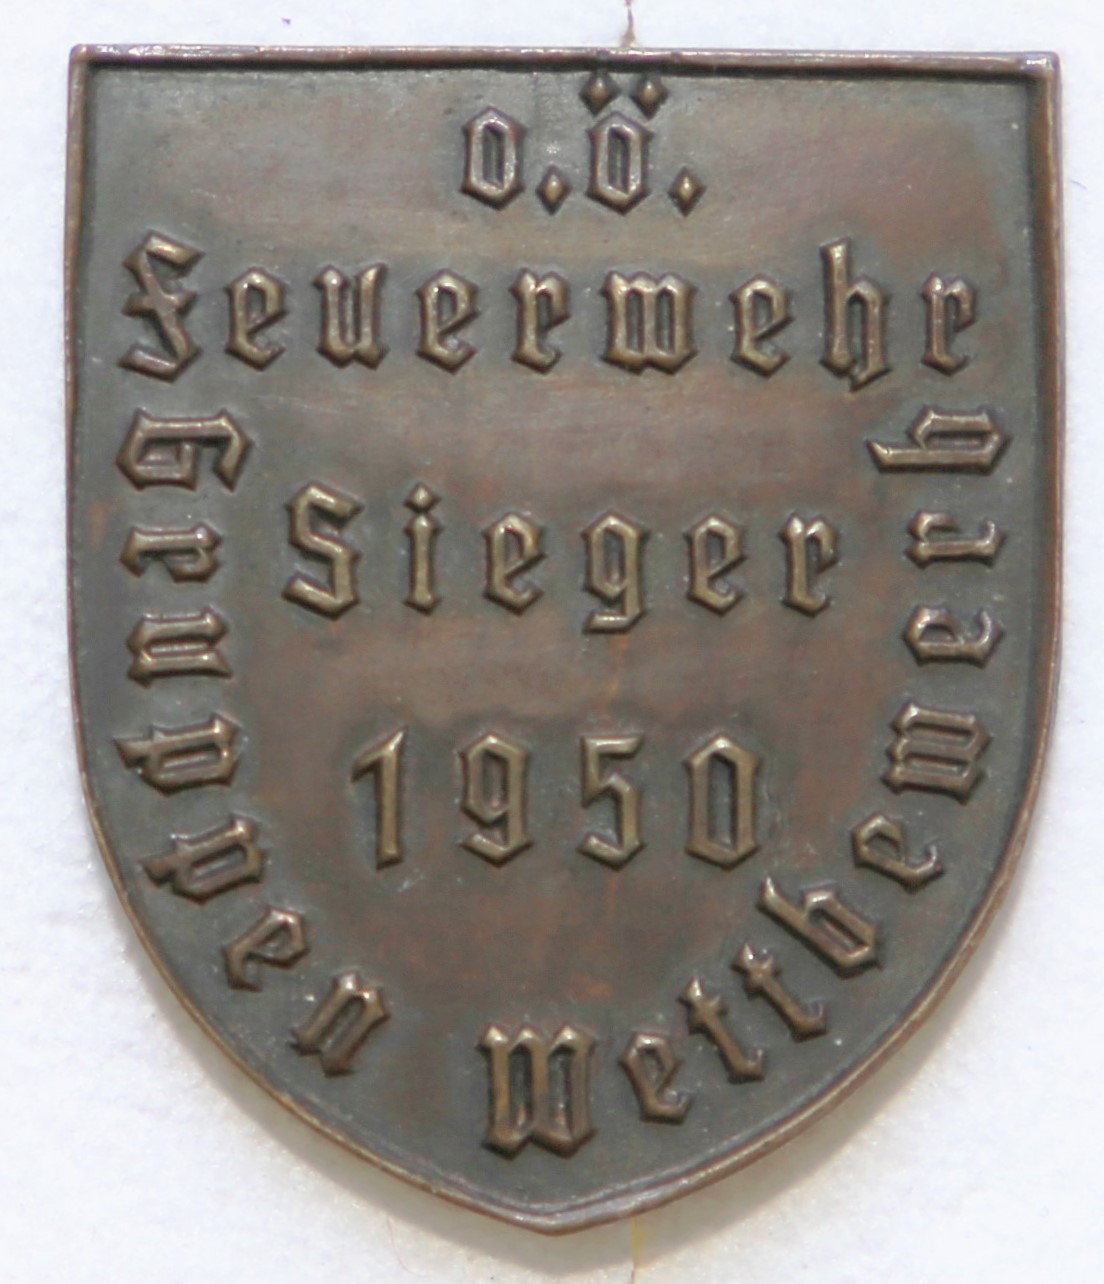 o.ö.
Feuerwehr
Gruppen Wettbewerb
Sieger
1950